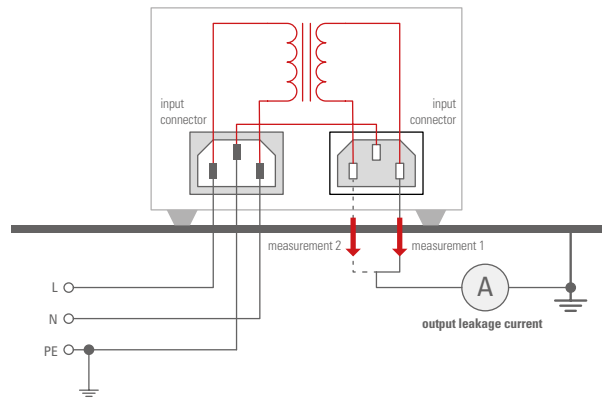 input
connector
input
connector
measurement 2
measurement 1
L
N
PE
A
output leakage current